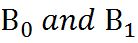 B₀ and B₁